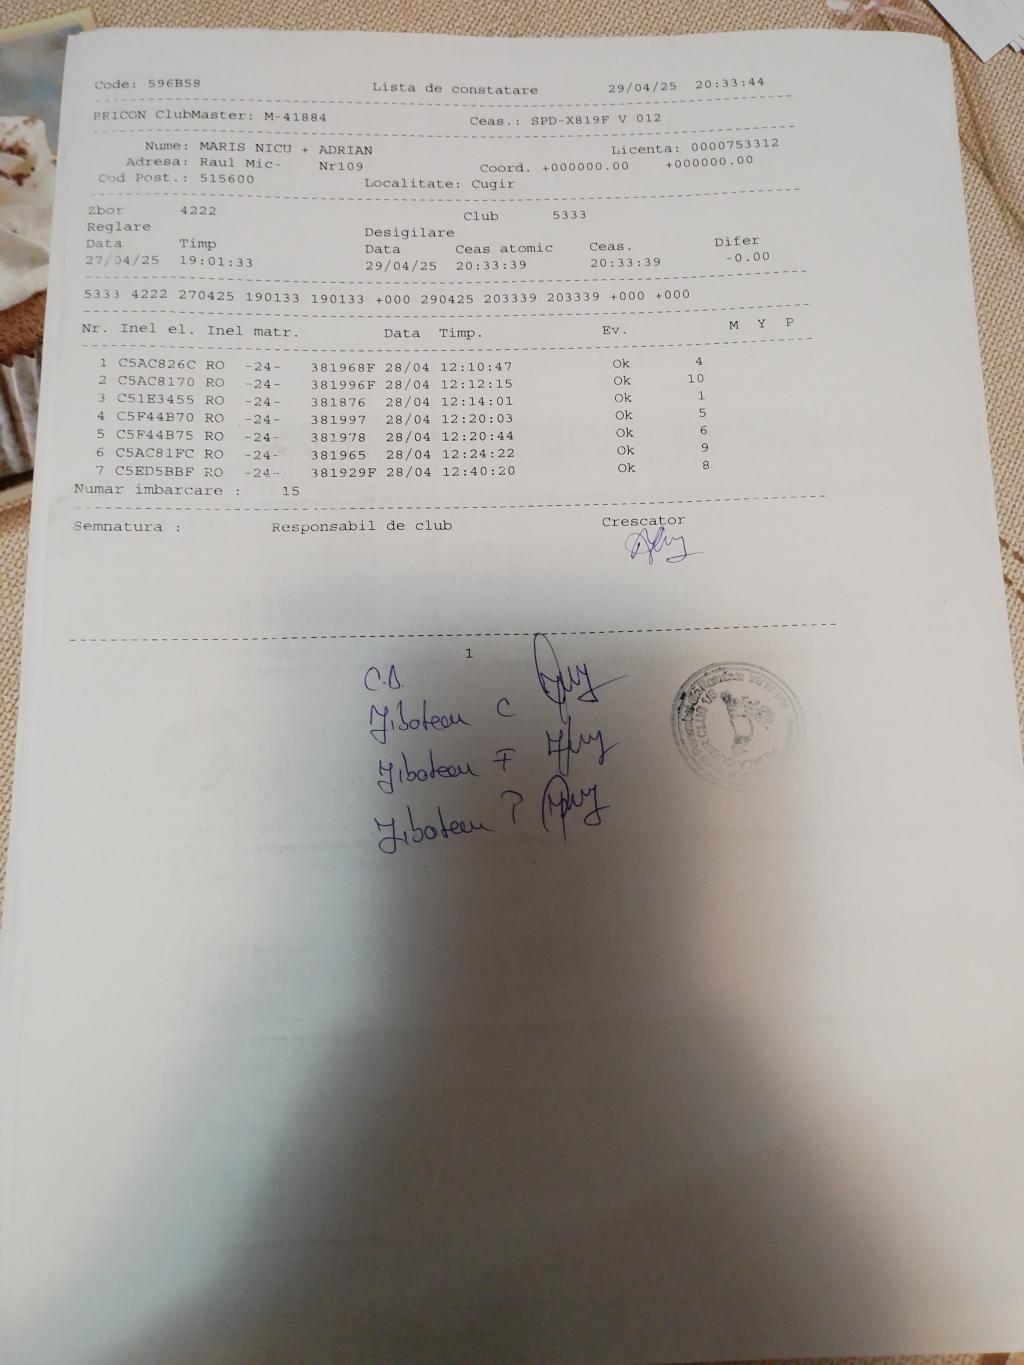 Code: 596B58 Lista de constatare 29/04/25 20:33:44
BRICON ClubMaster: M-41884 Ceas.: SPD-X819F V 012
Nume: MARIS NICU + ADRIAN Licenta: 0000753312
Adresa: Raul Mic- Nr109 Coord. +000000.00 +000000.00
Cod Post.: 515600 Localitate: Cugir
Zbor 4222 Club 5333
Reglare Desigilare
Data Timp Data Ceas atomic Ceas. Difer
27/04/25 19:01:33 29/04/25 20:33:39 20:33:39 -0.00
5333 4222 270425 190133 190133 +000 290425 203339 203339 +000 +000
Nr. Inel el. Inel matr. Data Timp. Ev. M Y P
1 C5AC826C RO -24- 381968F 28/04 12:10:47 Ok 4
2 C5AC8170 RO -24- 381996F 28/04 12:12:15 Ok 10
3 C51E3455 RO -24- 381876 28/04 12:14:01 Ok 1
4 C5F44B70 RO -24- 381997 28/04 12:20:03 Ok 5
5 C5F44B75 RO -24- 381978 28/04 12:20:44 Ok 6
6 C5AC81FC RO -24- 381965 28/04 12:24:22 Ok 9
7 C5ED5BBF RO -24- 381929F 28/04 12:40:20 Ok 8
Numar imbarcare : 15
Semnatura : Responsabil de club Crescator
1
C.D.
Jiboteau C
Jiboteau F
Jiboteau P
CUGIR CLUB